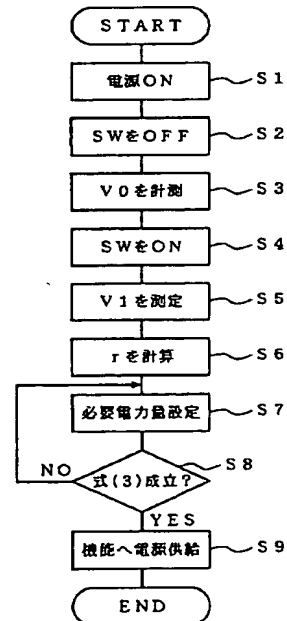 START
電源ON
S1
SWをOFF
S2
V0を計測
S3
SWをON
S4
V1を測定
S5
rを計算
S6
必要電力量設定
S7
S8
NO
式(3)成立?
YES
機能へ電源供給
S9
END